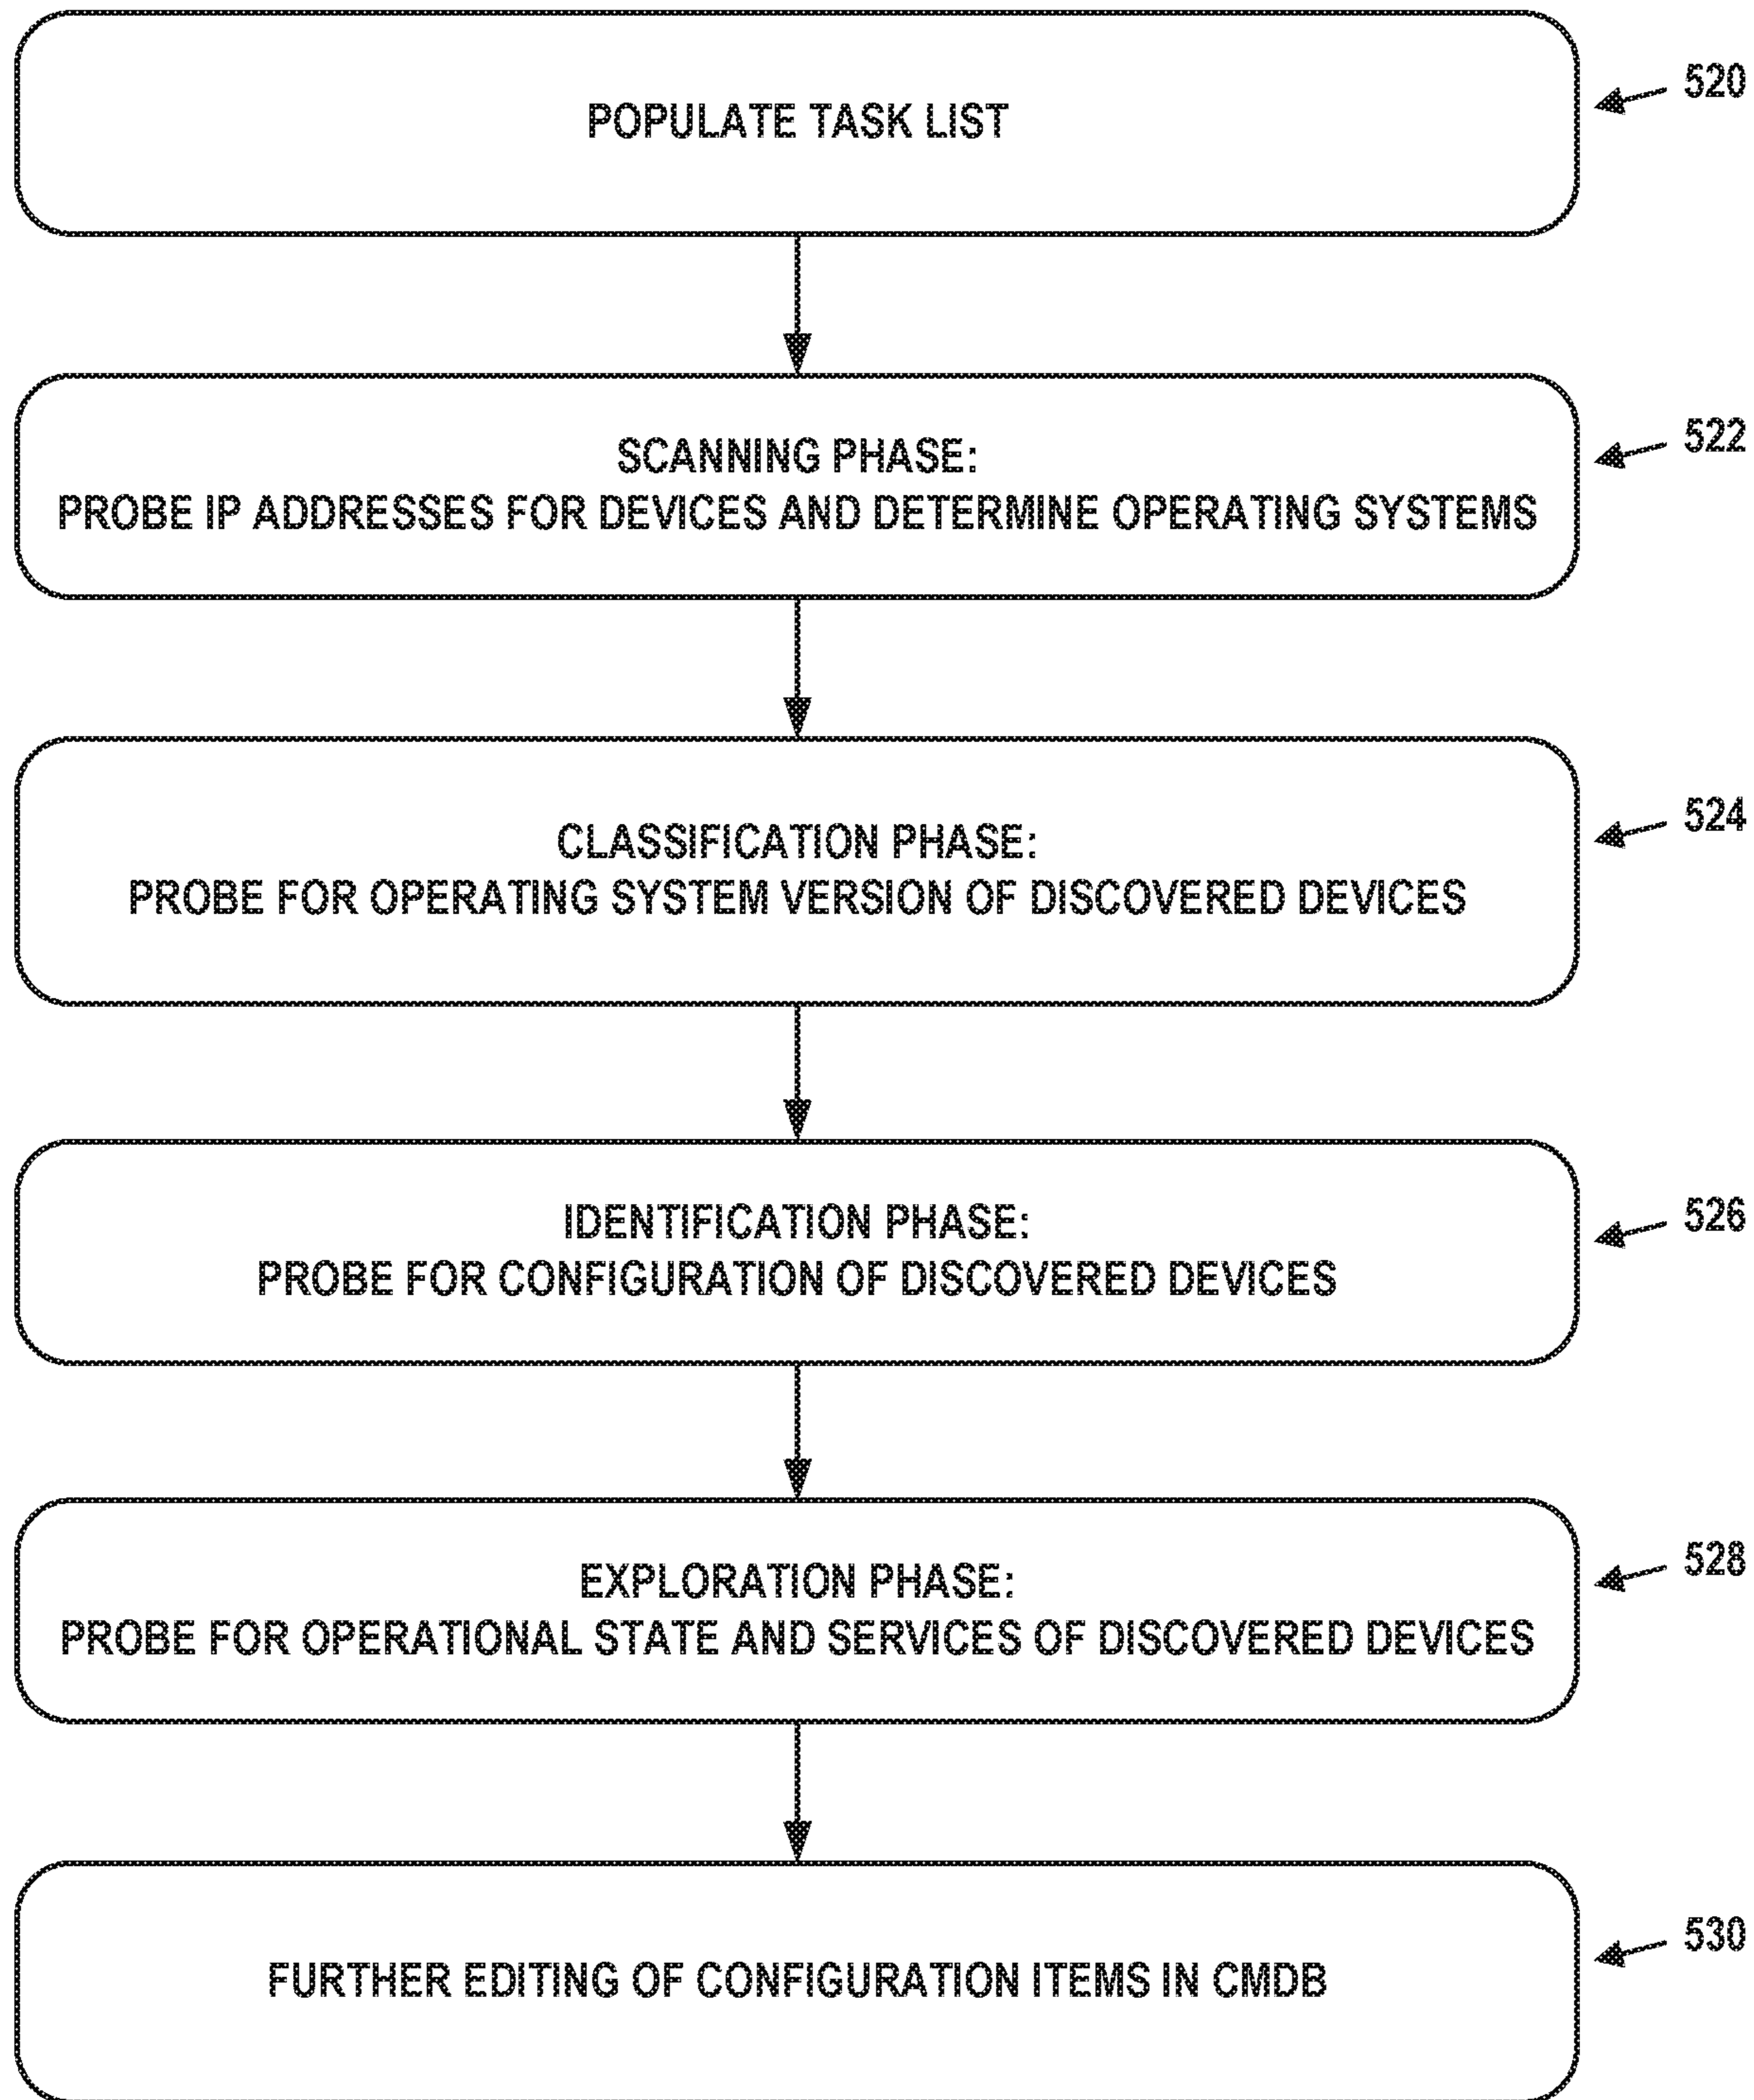 POPULATE TASK LIST
520
SCANNING PHASE:
PROBE IP ADDRESSES FOR DEVICES AND DETERMINE OPERATING SYSTEMS
522
CLASSIFICATION PHASE:
PROBE FOR OPERATING SYSTEM VERSION OF DISCOVERED DEVICES
524
IDENTIFICATION PHASE:
PROBE FOR CONFIGURATION OF DISCOVERED DEVICES
526
EXPLORATION PHASE:
PROBE FOR OPERATIONAL STATE AND SERVICES OF DISCOVERED DEVICES
528
FURTHER EDITING OF CONFIGURATION ITEMS IN CMDB
530